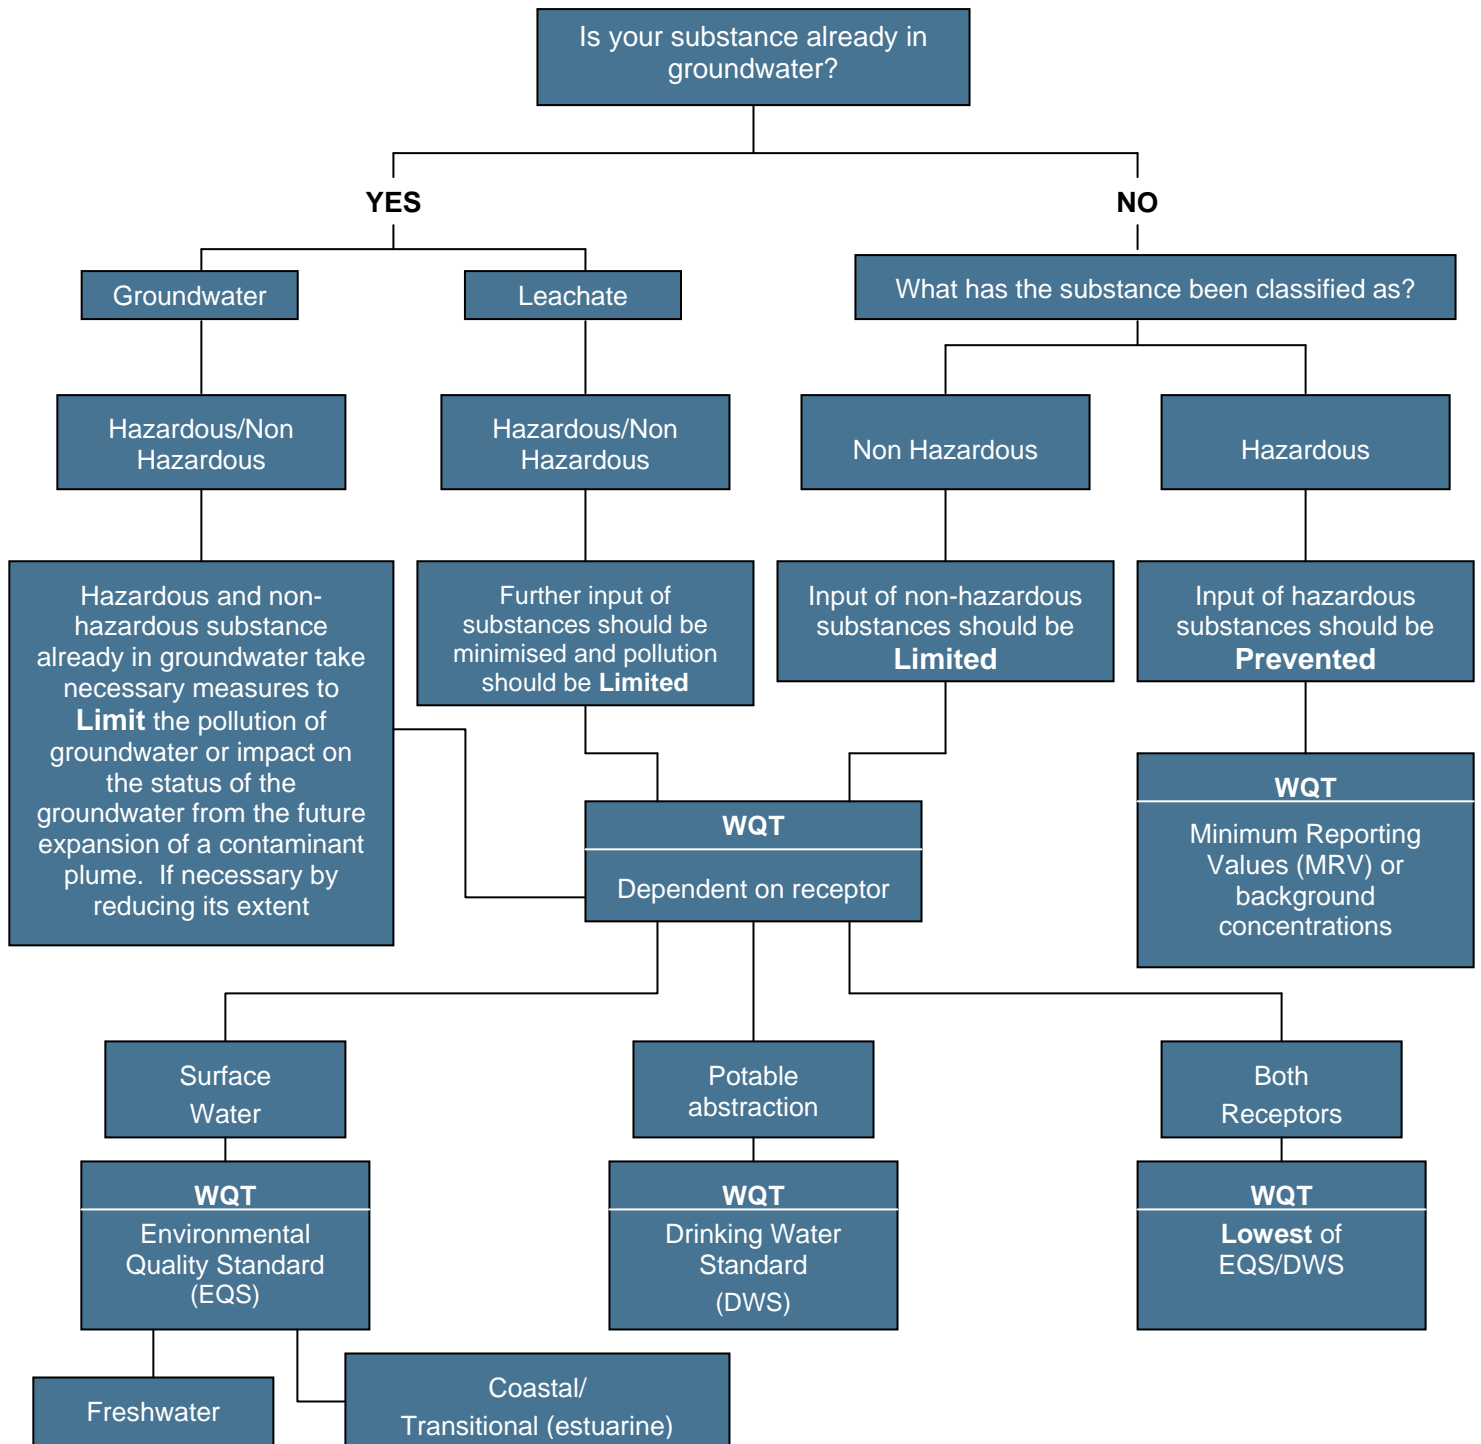 Is your substance already in
groundwater?
YES
NO
Groundwater
Leachate
What has the substance been classified as?
Hazardous/Non
Hazardous
Hazardous/Non
Hazardous
Non Hazardous
Hazardous
Hazardous and non-
hazardous substance
already in groundwater take
necessary measures to
Limit the pollution of
groundwater or impact on
the status of the
groundwater from the future
expansion of a contaminant
plume. If necessary by
reducing its extent
Further input of
substances should be
minimised and pollution
should be Limited
Input of non-hazardous
substances should be
Limited
Input of hazardous
substances should be
Prevented
WQT
Dependent on receptor
WQT
Minimum Reporting
Values (MRV) or
background
concentrations
Surface
Water
Potable
abstraction
Both
Receptors
WQT
Environmental
Quality Standard
(EQS)
WQT
Drinking Water
Standard
(DWS)
WQT
Lowest of
EQS/DWS
Freshwater
Coastal/
Transitional (estuarine)